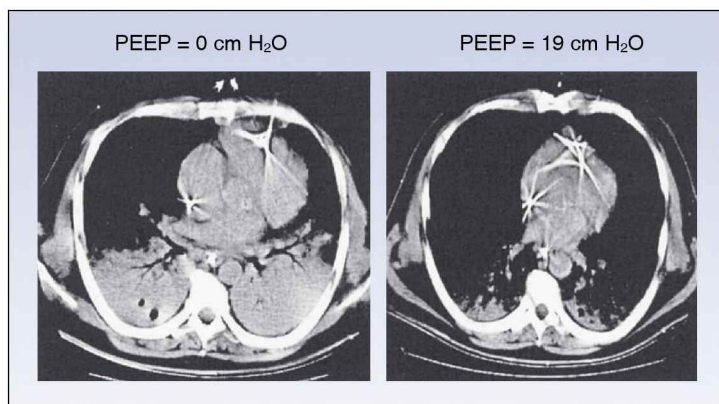 PEEP = 0 cm H₂O
PEEP = 19 cm H₂O